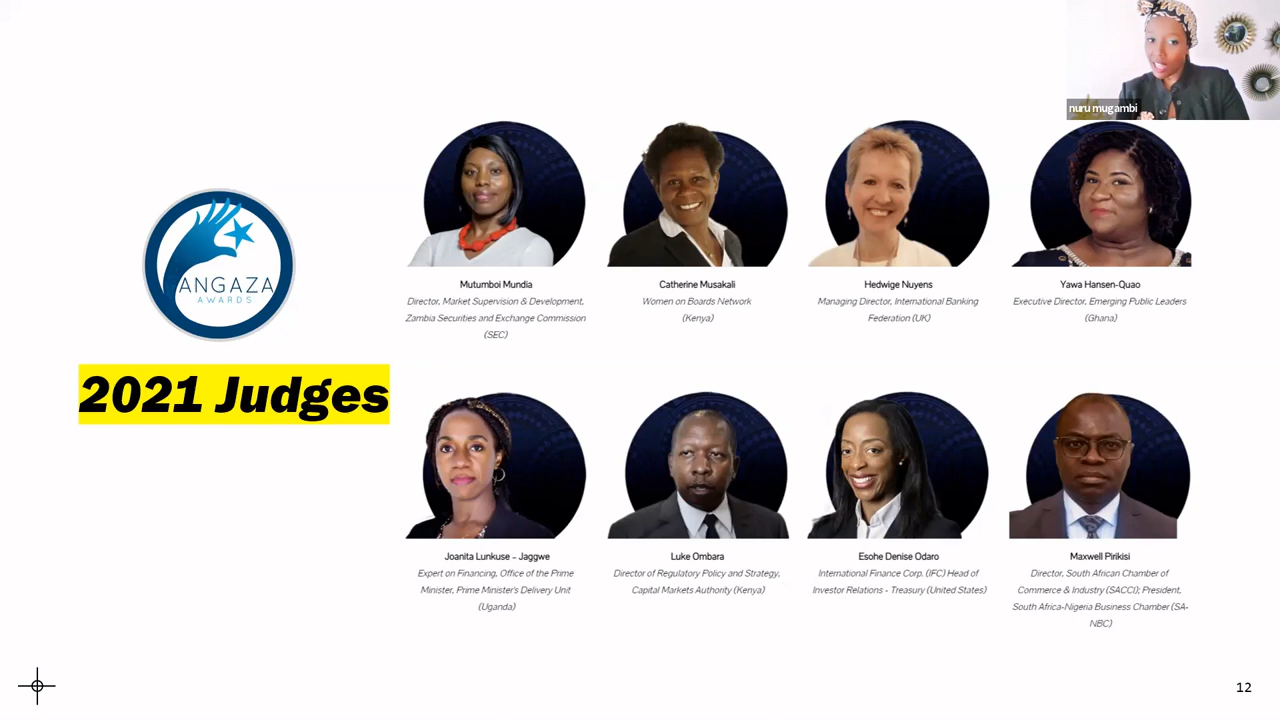 nuru mugambi
ANGAZA
AWARDS
2021 Judges
Mutumboi Mundia
Director, Market Supervision & Development,
Zambia Securities and Exchange Commission
(SEC)
Catherine Musakali
Women on Boards Network
(Kenya)
Hedwige Nuyens
Managing Director, International Banking
Federation (UK)
Yawa Hansen-Quao
Executive Director, Emerging Public Leaders
(Ghana)
Joanita Lunkuse - Jaggwe
Expert on Financing, Office of the Prime
Minister, Prime Minister's Delivery Unit
(Uganda)
Luke Ombara
Director of Regulatory Policy and Strategy,
Capital Markets Authority (Kenya)
Esohe Denise Odaro
International Finance Corp. (IFC) Head of
Investor Relations - Treasury (United States)
Maxwell Pirikisi
Director, South African Chamber of
Commerce & Industry (SACCI); President,
South Africa-Nigeria Business Chamber (SA-
NBC)
12